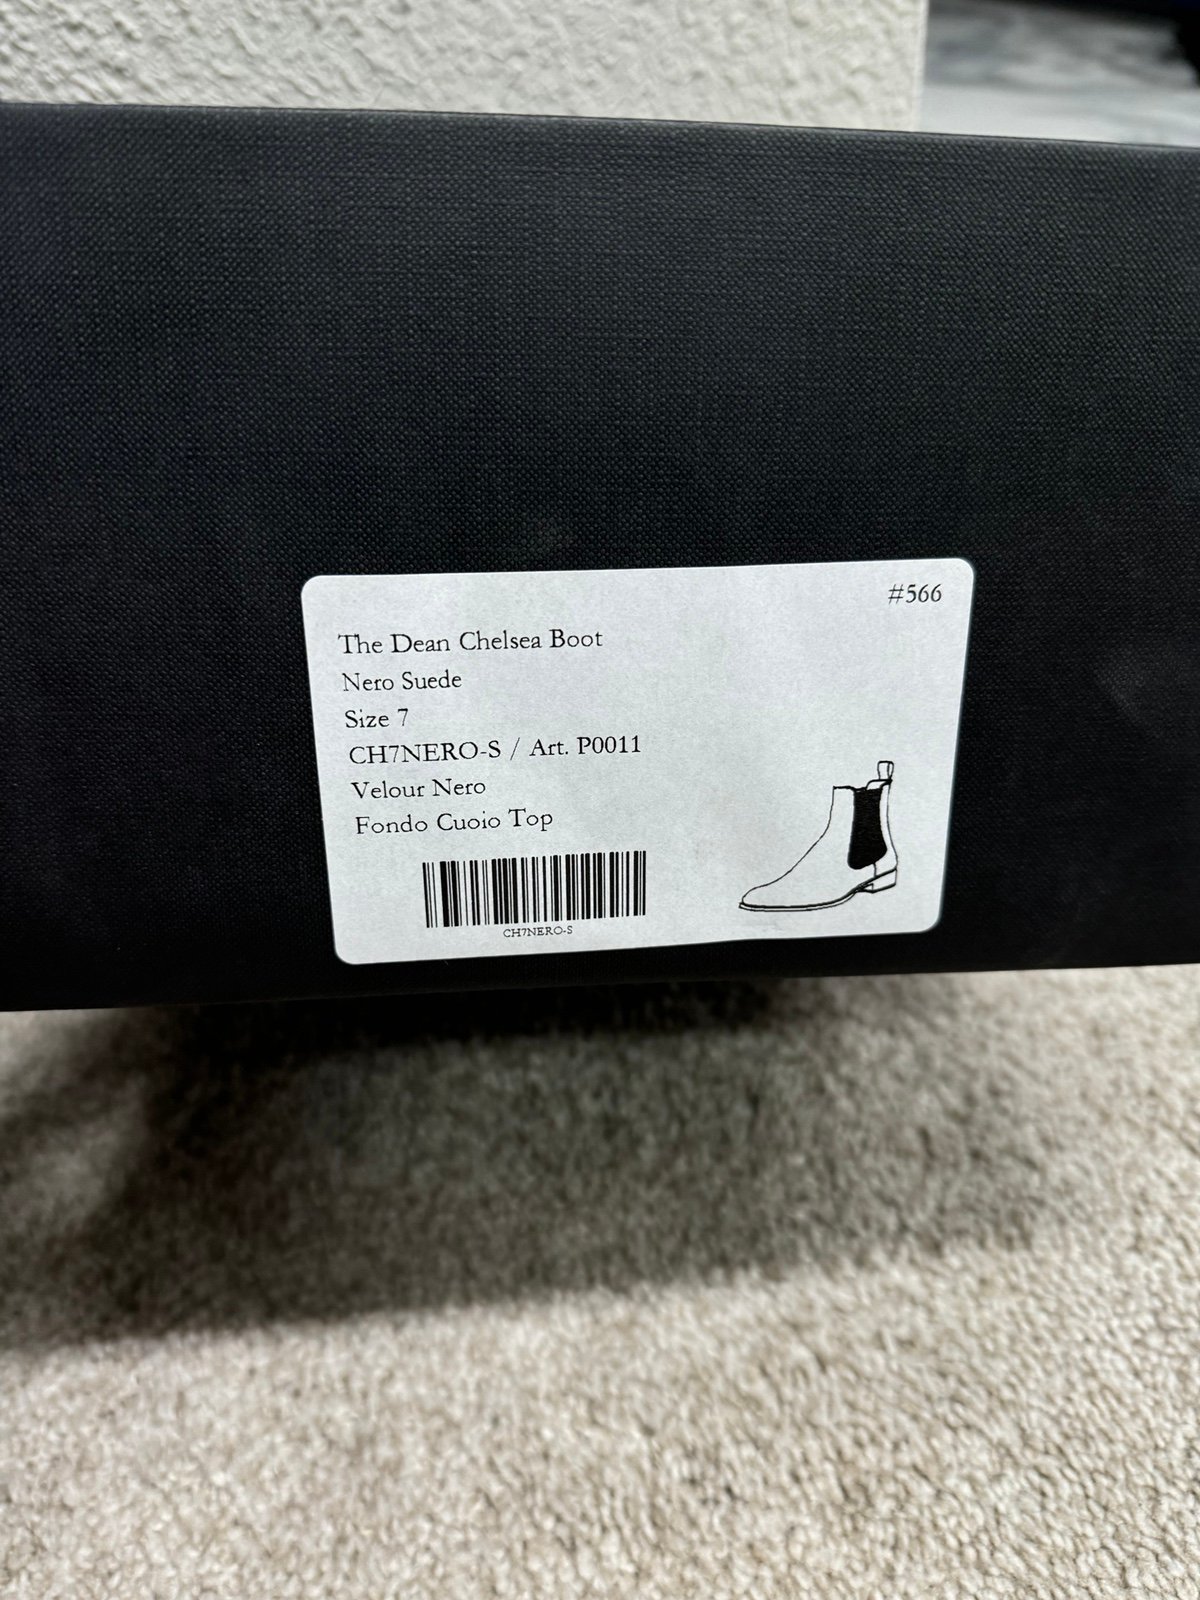 #566
The Dean Chelsea Boot
Nero Suede
Size 7
CH7NERO-S / Art. P0011
Velour Nero
Fondo Cuoio Top
CH7NERO-S